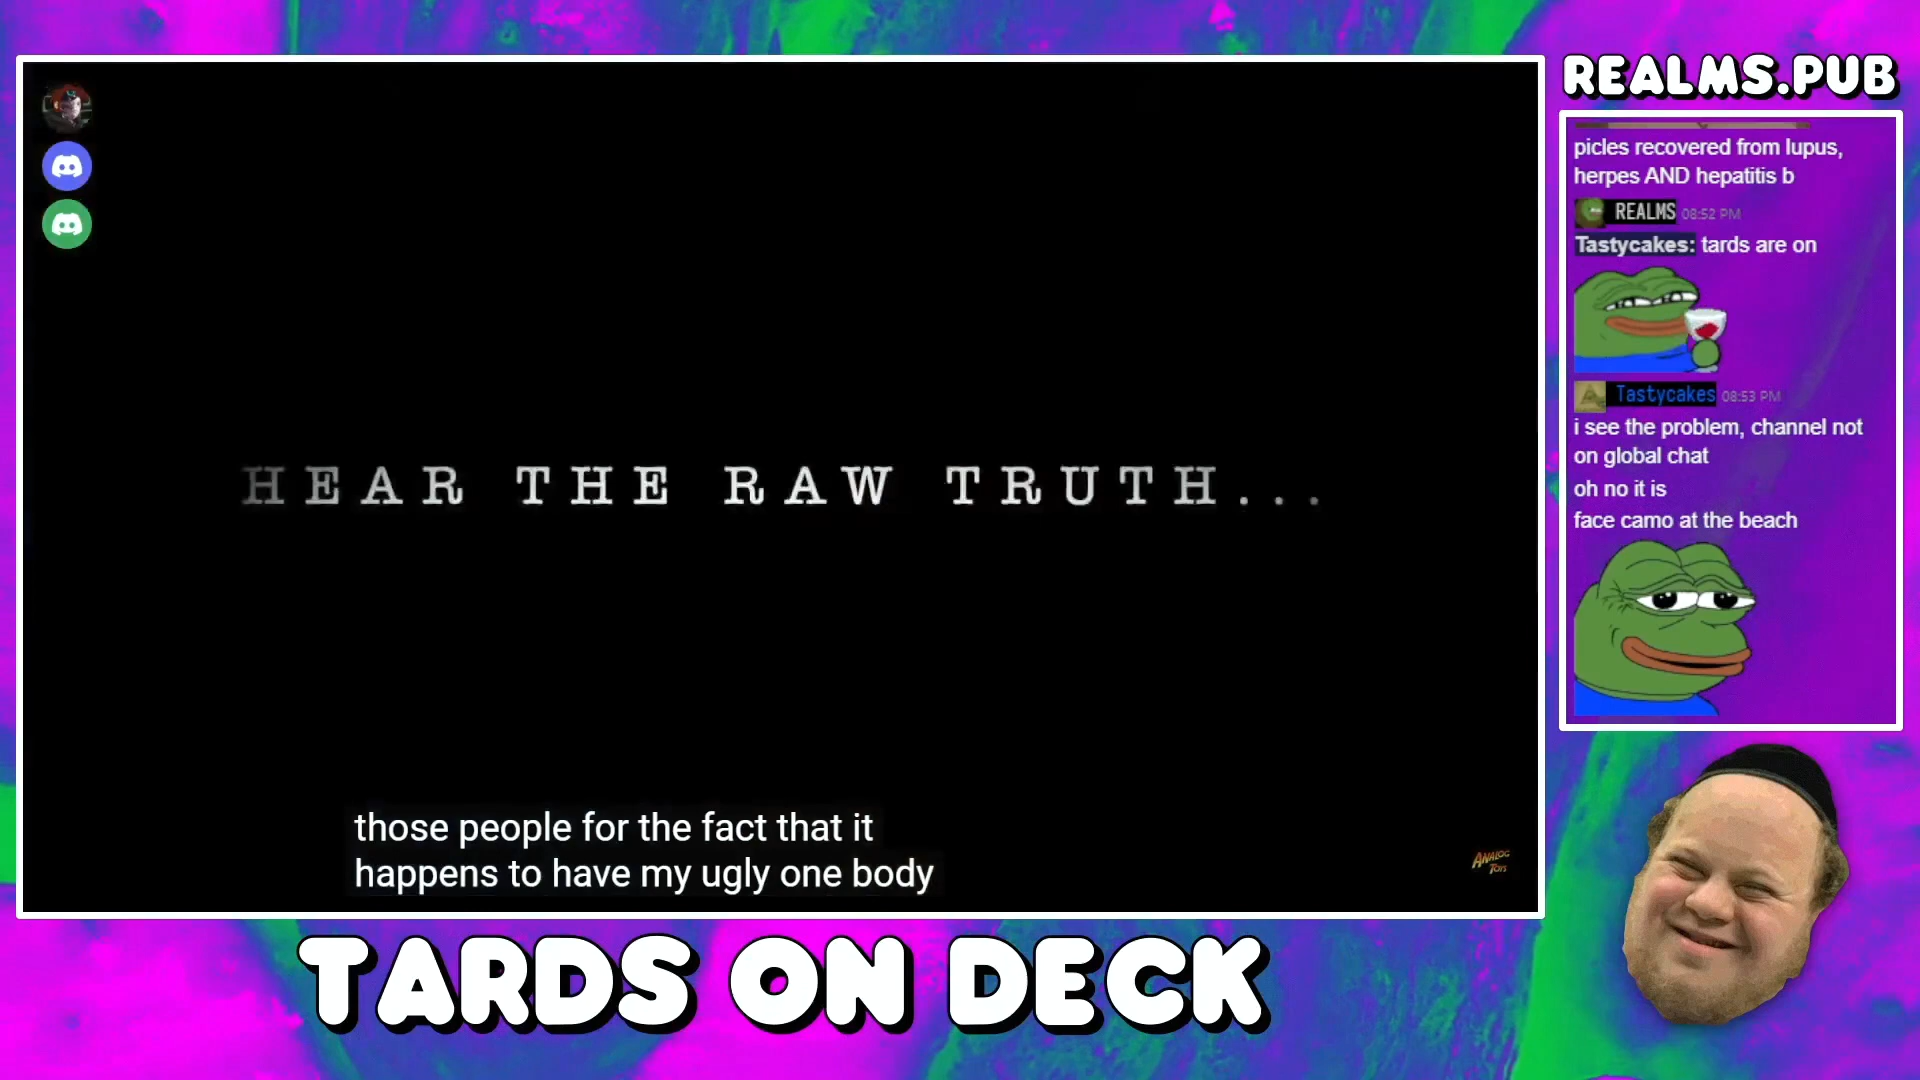 REALMS.PUB
picles recovered from lupus,
herpes AND hepatitis b
REALMS 08:52 PM
Tastycakes: tards are on
Tastycakes 08:53 PM
i see the problem, channel not
on global chat
oh no it is
face camo at the beach
HEAR THE RAW TRUTH...
those people for the fact that it
happens to have my ugly one body
ANALOG
TOYS
TARDS ON DECK